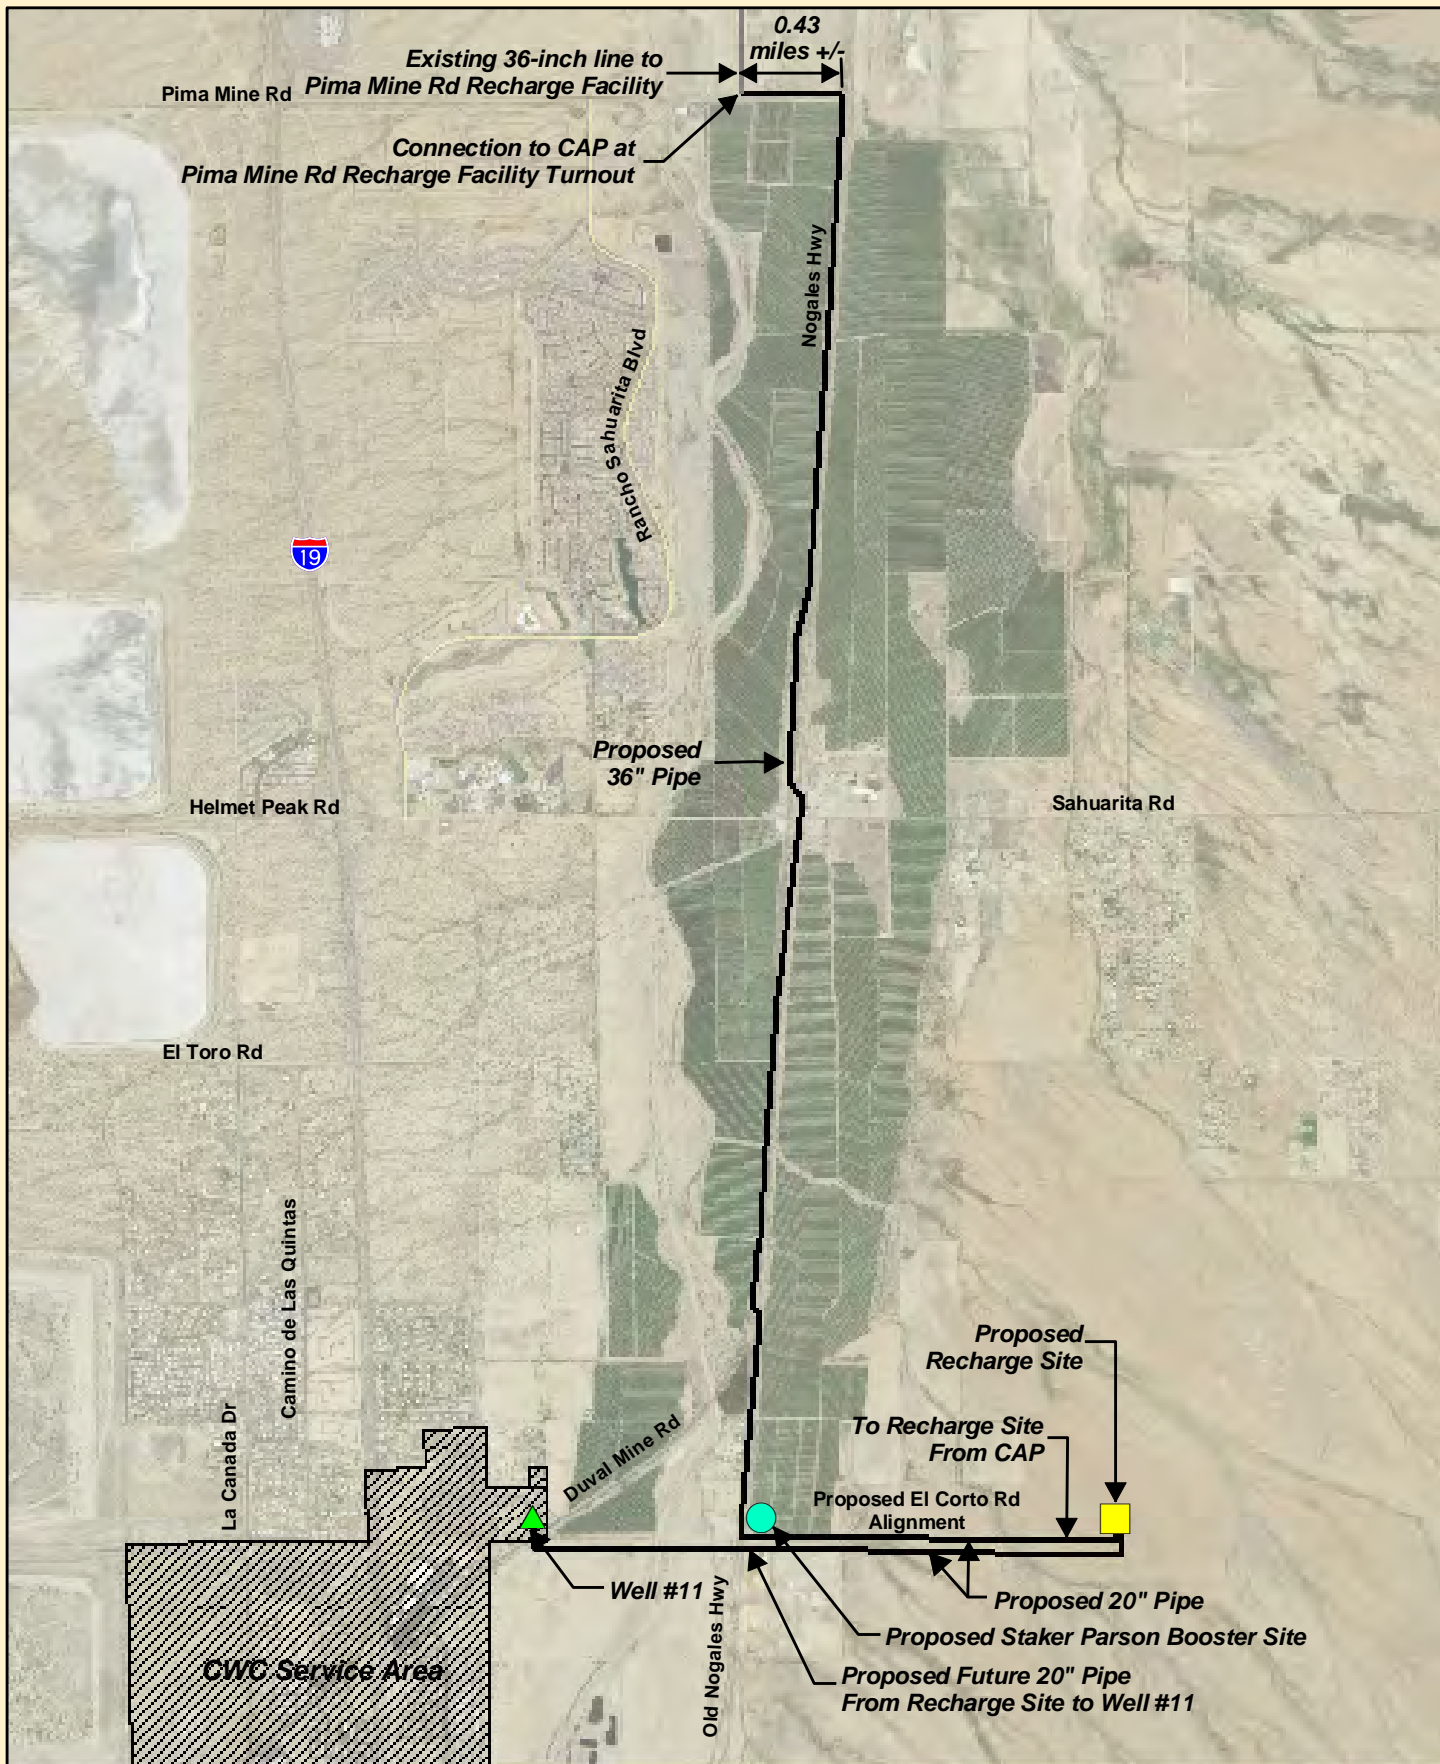 0.43
miles +/-
Existing 36-inch line to
Pima Mine Rd Recharge Facility
Pima Mine Rd
Connection to CAP at
Pima Mine Rd Recharge Facility Turnout
Nogales Hwy
Rancho Sahuarita Blvd
19
Proposed
36" Pipe
Helmet Peak Rd
Sahuarita Rd
El Toro Rd
Camino de Las Quintas
La Canada Dr
Proposed
Recharge Site
To Recharge Site
From CAP
Duval Mine Rd
Proposed El Corto Rd
Alignment
Well #11
Old Nogales Hwy
Proposed 20" Pipe
Proposed Staker Parson Booster Site
CWC Service Area
Proposed Future 20" Pipe
From Recharge Site to Well #11